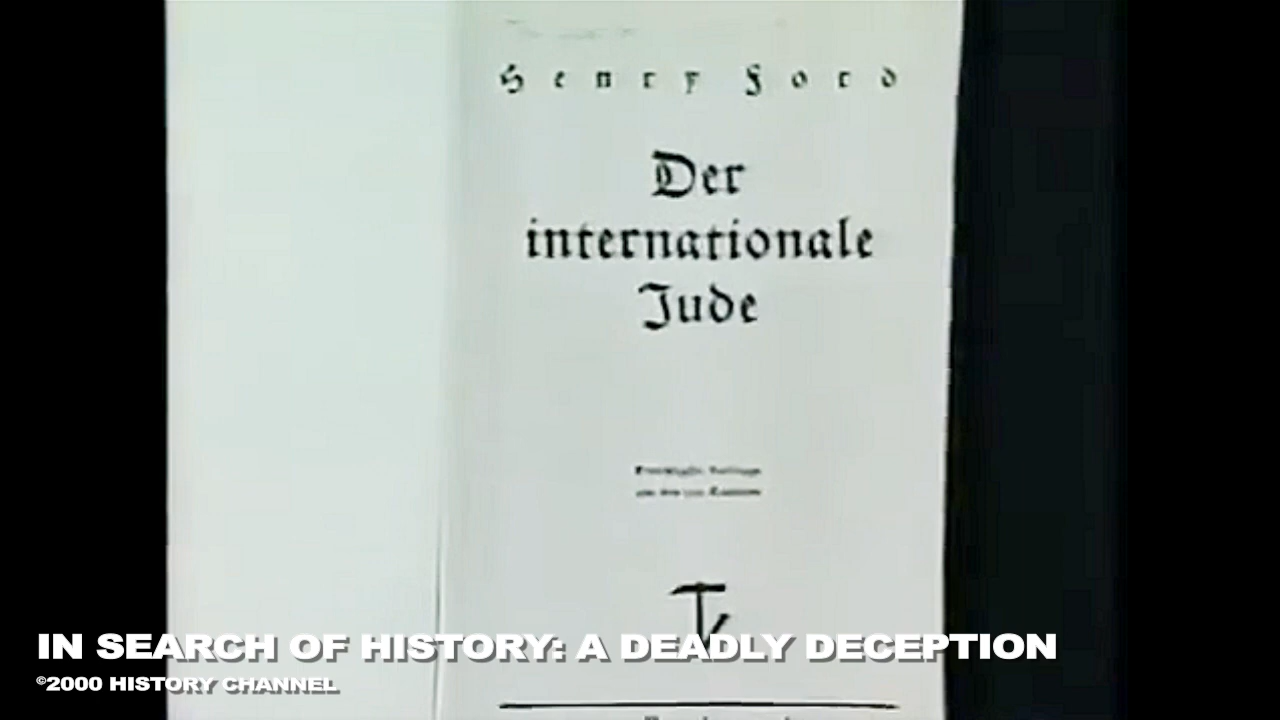 Henry Ford
Der
internationale
Jude
IN SEARCH OF HISTORY: A DEADLY DECEPTION
©2000 HISTORY CHANNEL